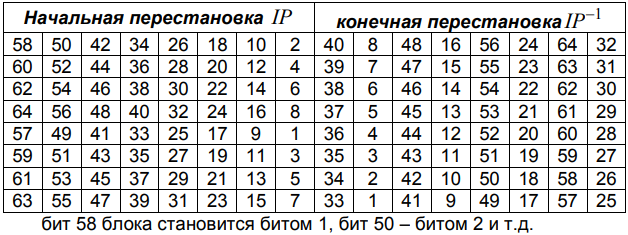 Начальная перестановка IP конечная перестановка IP⁻¹
58 50 42 34 26 18 10 2 40 8 48 16 56 24 64 32
60 52 44 36 28 20 12 4 39 7 47 15 55 23 63 31
62 54 46 38 30 22 14 6 38 6 46 14 54 22 62 30
64 56 48 40 32 24 16 8 37 5 45 13 53 21 61 29
57 49 41 33 25 17 9 1 36 4 44 12 52 20 60 28
59 51 43 35 27 19 11 3 35 3 43 11 51 19 59 27
61 53 45 37 29 21 13 5 34 2 42 10 50 18 58 26
63 55 47 39 31 23 15 7 33 1 41 9 49 17 57 25
бит 58 блока становится битом 1, бит 50 – битом 2 и т.д.